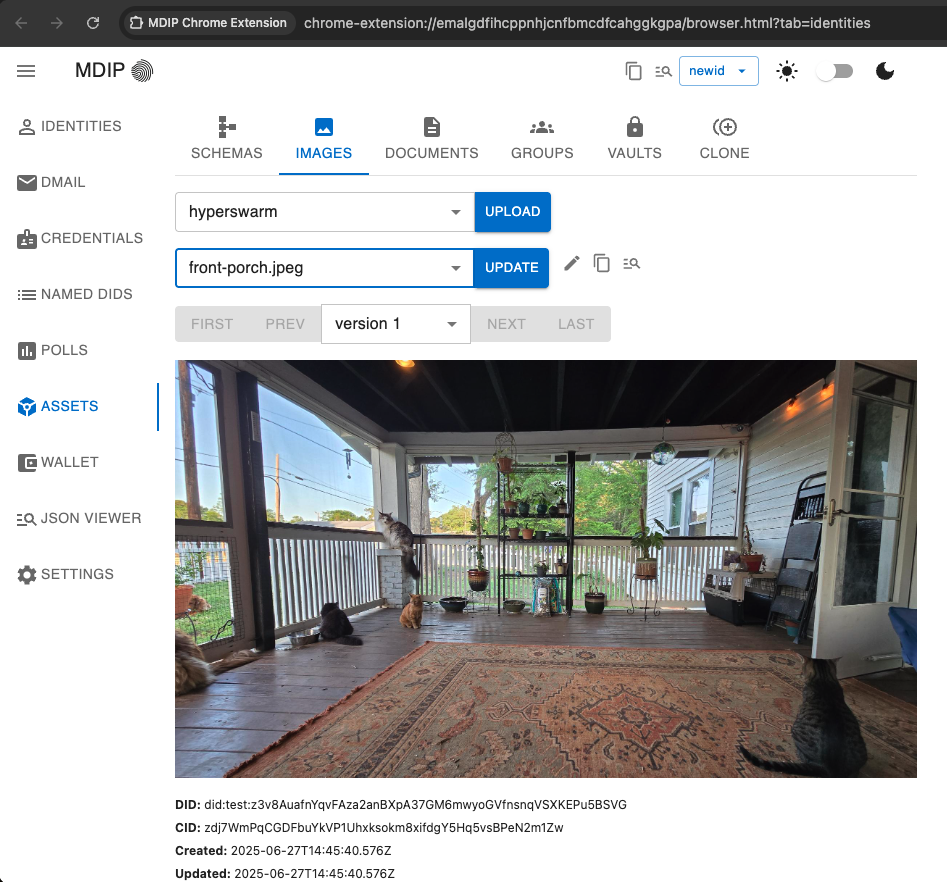 MDIP Chrome Extension
chrome-extension://emalgdfihcppnhjcnfbmcdfcahggkgpa/browser.html?tab=identities
MDIP
newid
IDENTITIES
DMAIL
CREDENTIALS
NAMED DIDS
POLLS
ASSETS
WALLET
JSON VIEWER
SETTINGS
SCHEMAS IMAGES DOCUMENTS GROUPS VAULTS CLONE
hyperswarm UPLOAD
front-porch.jpeg UPDATE
FIRST PREV version 1 NEXT LAST
DID: did:test:z3v8AuafnYqvFAza2anBXpA37GM6mwyoGVfnsnqVSXKEPu5BSVG
CID: zdj7WmPqCGDFbuYkVP1Uhxksokm8xifdgY5Hq5vsBPeN2m1Zw
Created: 2025-06-27T14:45:40.576Z
Updated: 2025-06-27T14:45:40.576Z